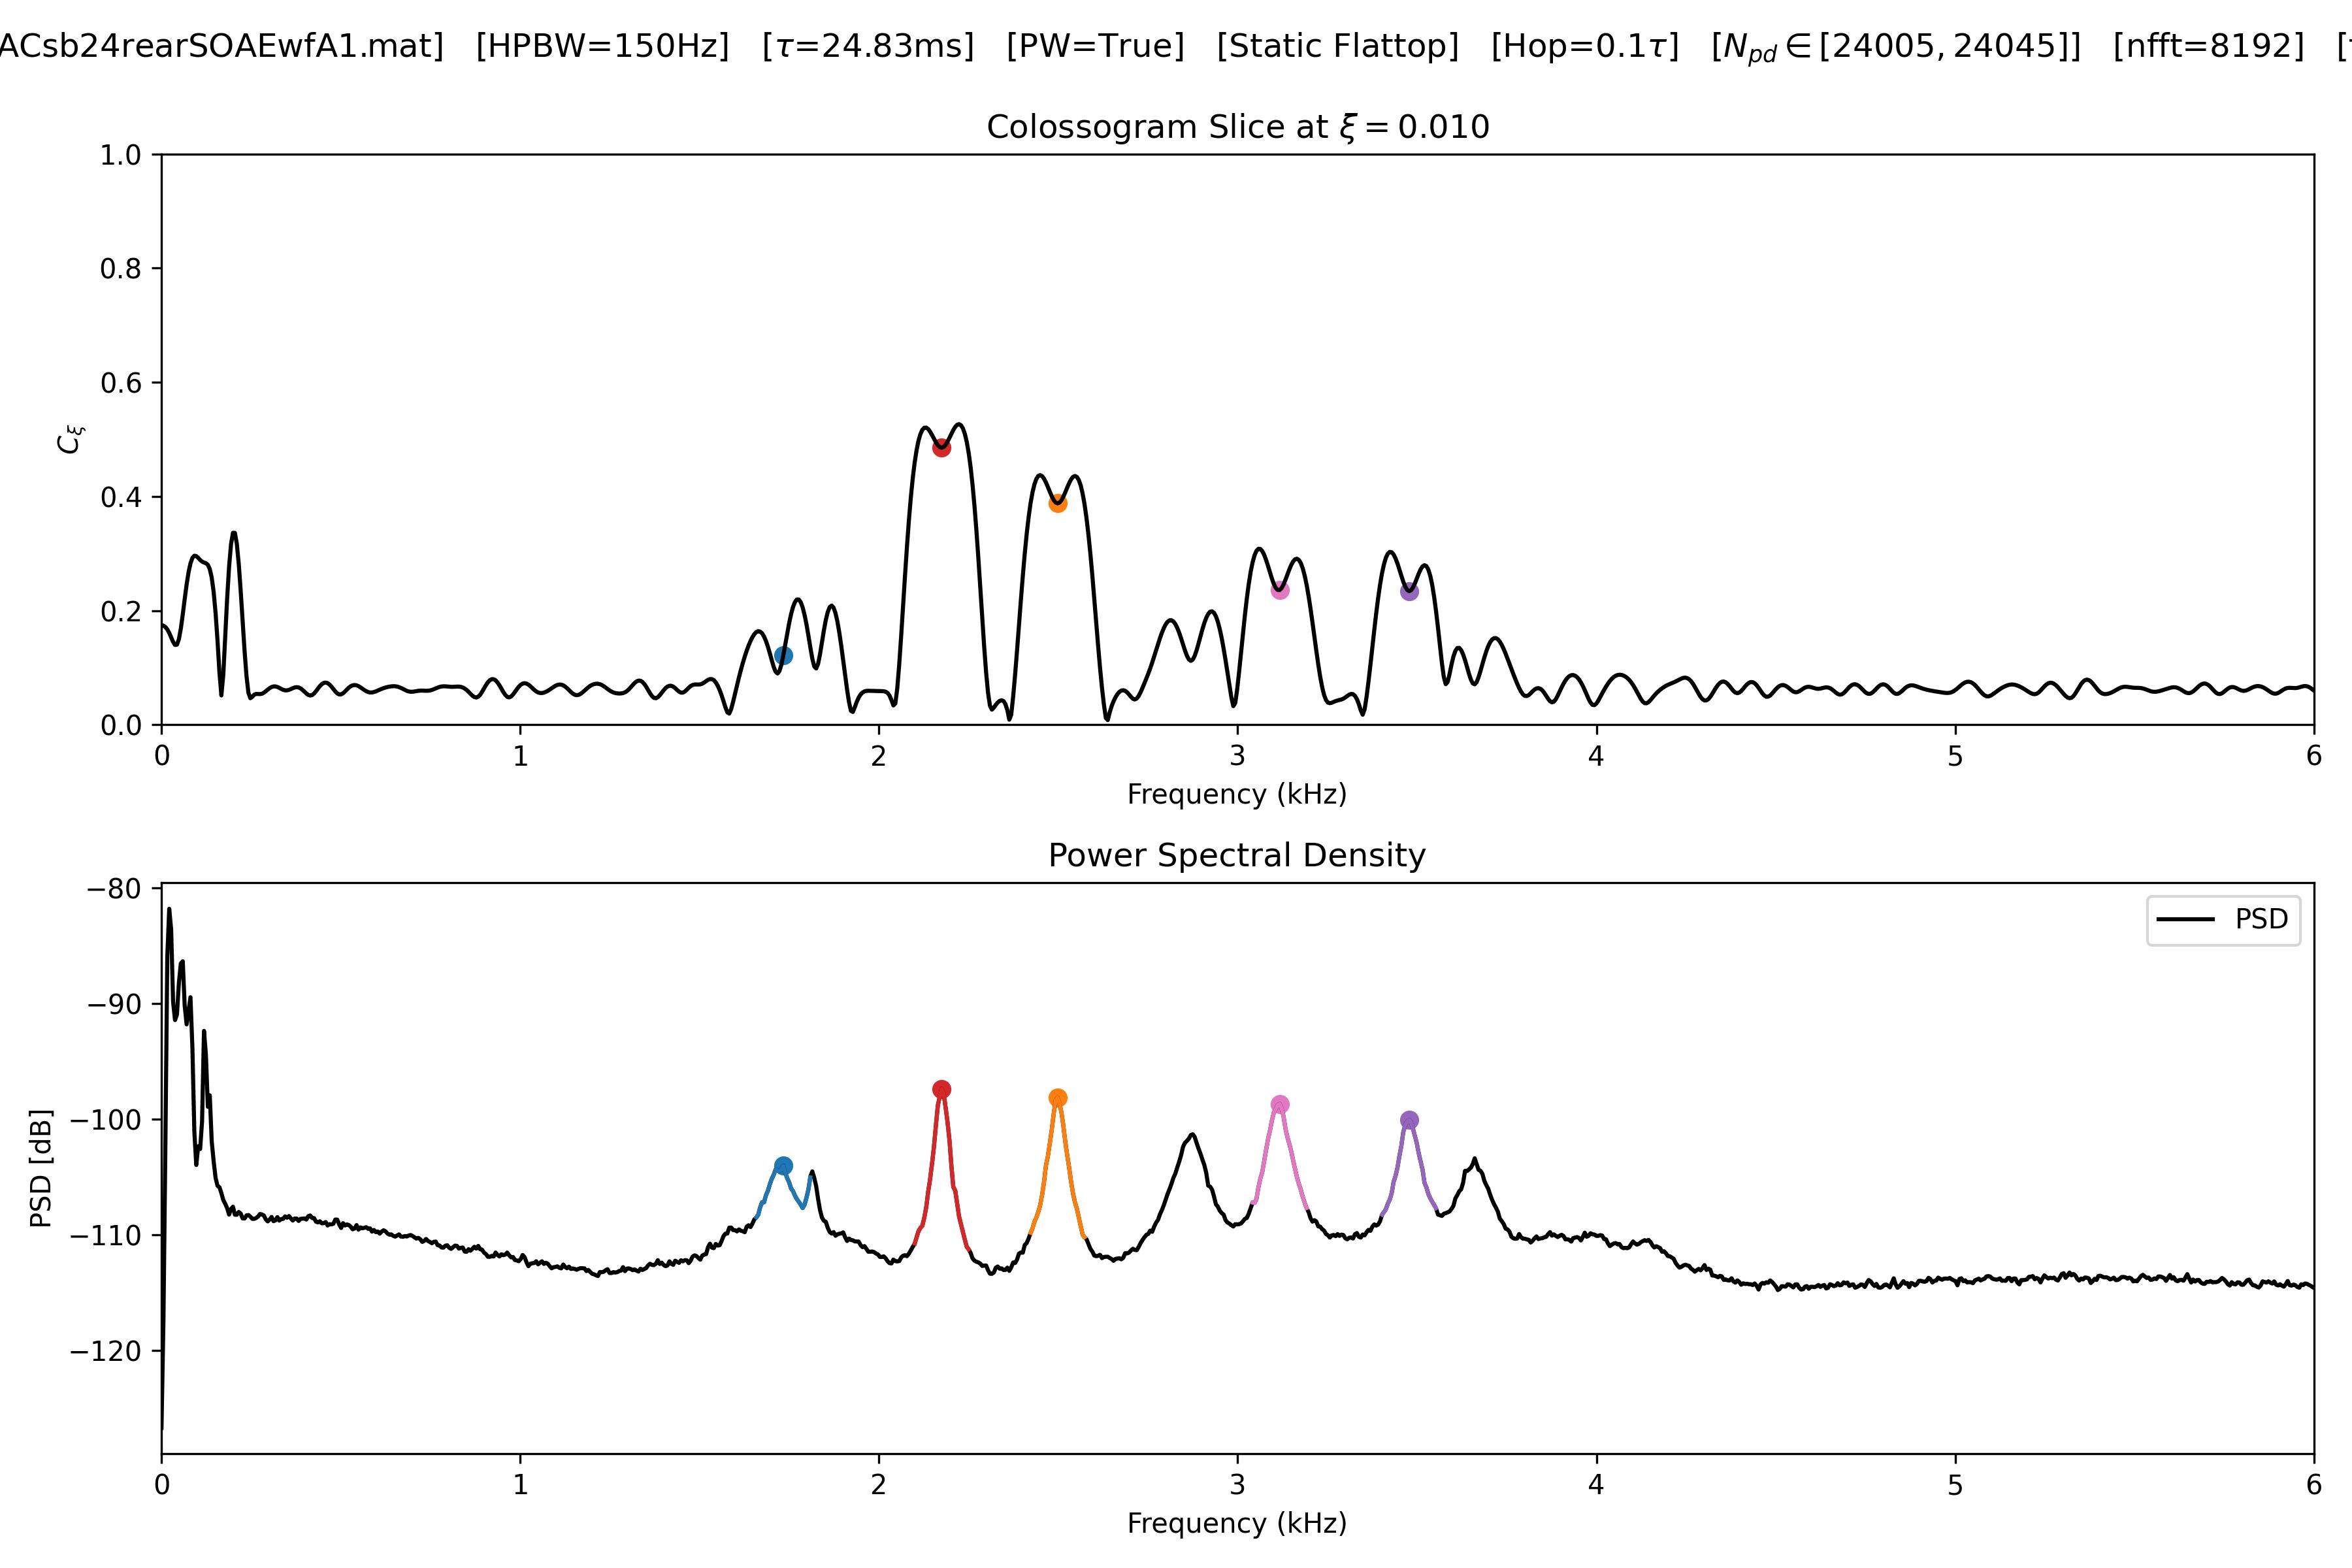 ACsb24rearSOAEwfA1.mat] [HPBW=150Hz] [τ=24.83ms] [PW=True] [Static Flattop] [Hop=0.1τ] [N_pd ∈ [24005, 24045]] [nfft=8192] [
Colossogram Slice at ξ = 0.010
1.0
0.8
0.6
0.4
0.2
0.0
C_ξ
0 1 2 3 4 5 6
Frequency (kHz)
Power Spectral Density
−80
−90
−100
−110
−120
PSD [dB]
PSD
0 1 2 3 4 5 6
Frequency (kHz)